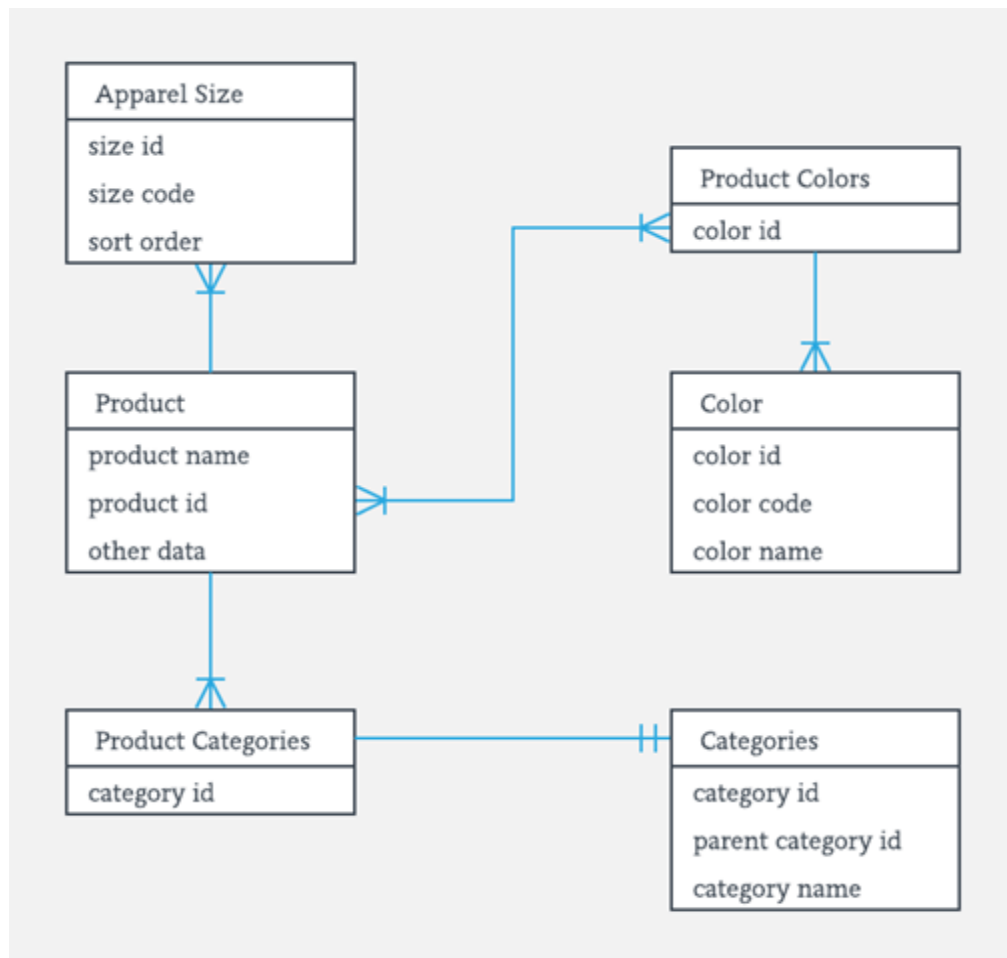 Apparel Size
size id
size code
sort order
Product Colors
color id
Product
product name
product id
other data
Color
color id
color code
color name
Product Categories
category id
Categories
category id
parent category id
category name